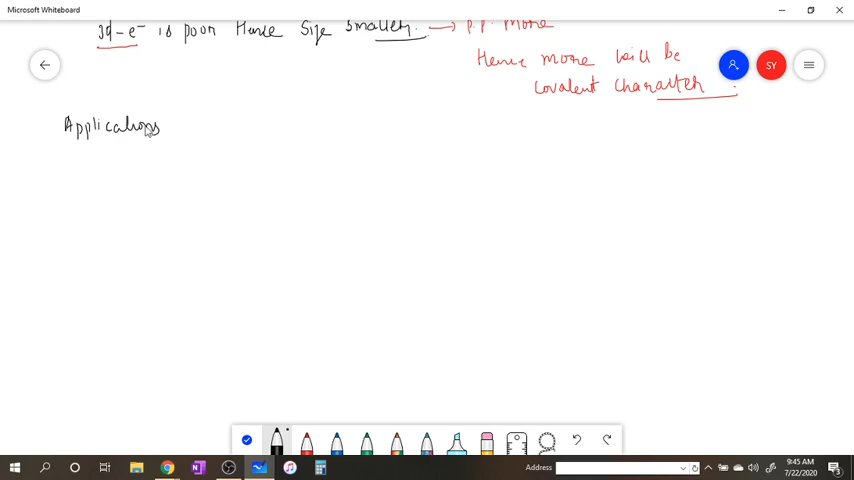 Microsoft Whiteboard
3d-e⁻ is poor Hence Size Smaller. → P.P. More
Hence more will be
covalent character.
SY
Applications
Address
9:45 AM
7/22/2020